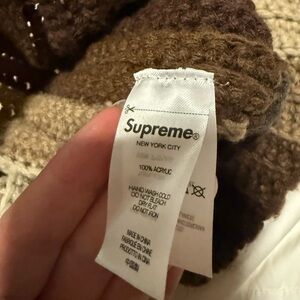 Supreme®
NEW YORK CITY
100% ACRYLIC
HAND WASH COLD
DO NOT BLEACH
DRY FLAT
DO NOT IRON
MADE IN CHINA
FABRIQUÉ EN CHINE
PRODUCTO EN CHINA